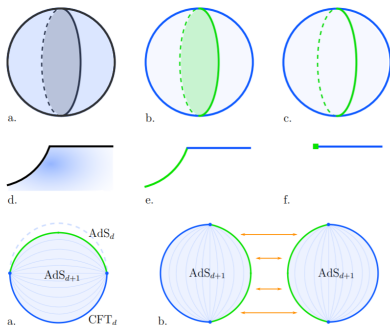 a.
b.
c.
d.
e.
f.
AdS_d
AdS_{d+1}
CFT_d
a.
AdS_{d+1}
AdS_{d+1}
b.